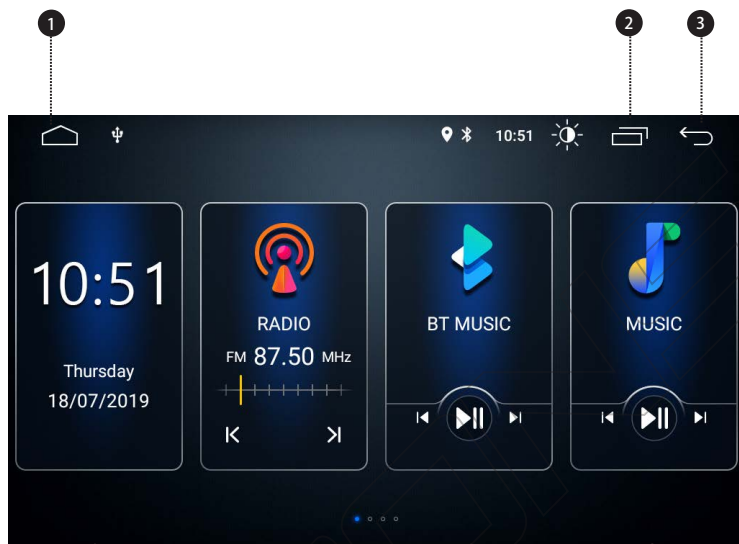 1
2
3
10:51
10:51
Thursday
18/07/2019
RADIO
FM 87.50 MHz
BT MUSIC
MUSIC